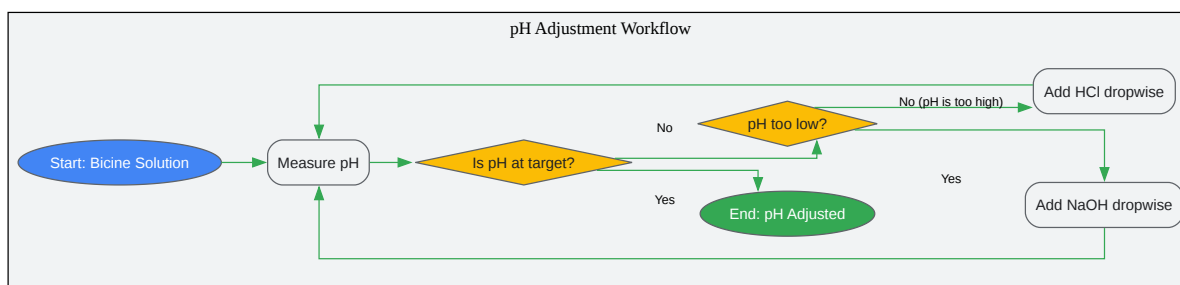 pH Adjustment Workflow
Start: Bicine Solution
Measure pH
Is pH at target?
No
Yes
pH too low?
No (pH is too high)
Yes
Add HCl dropwise
Add NaOH dropwise
End: pH Adjusted